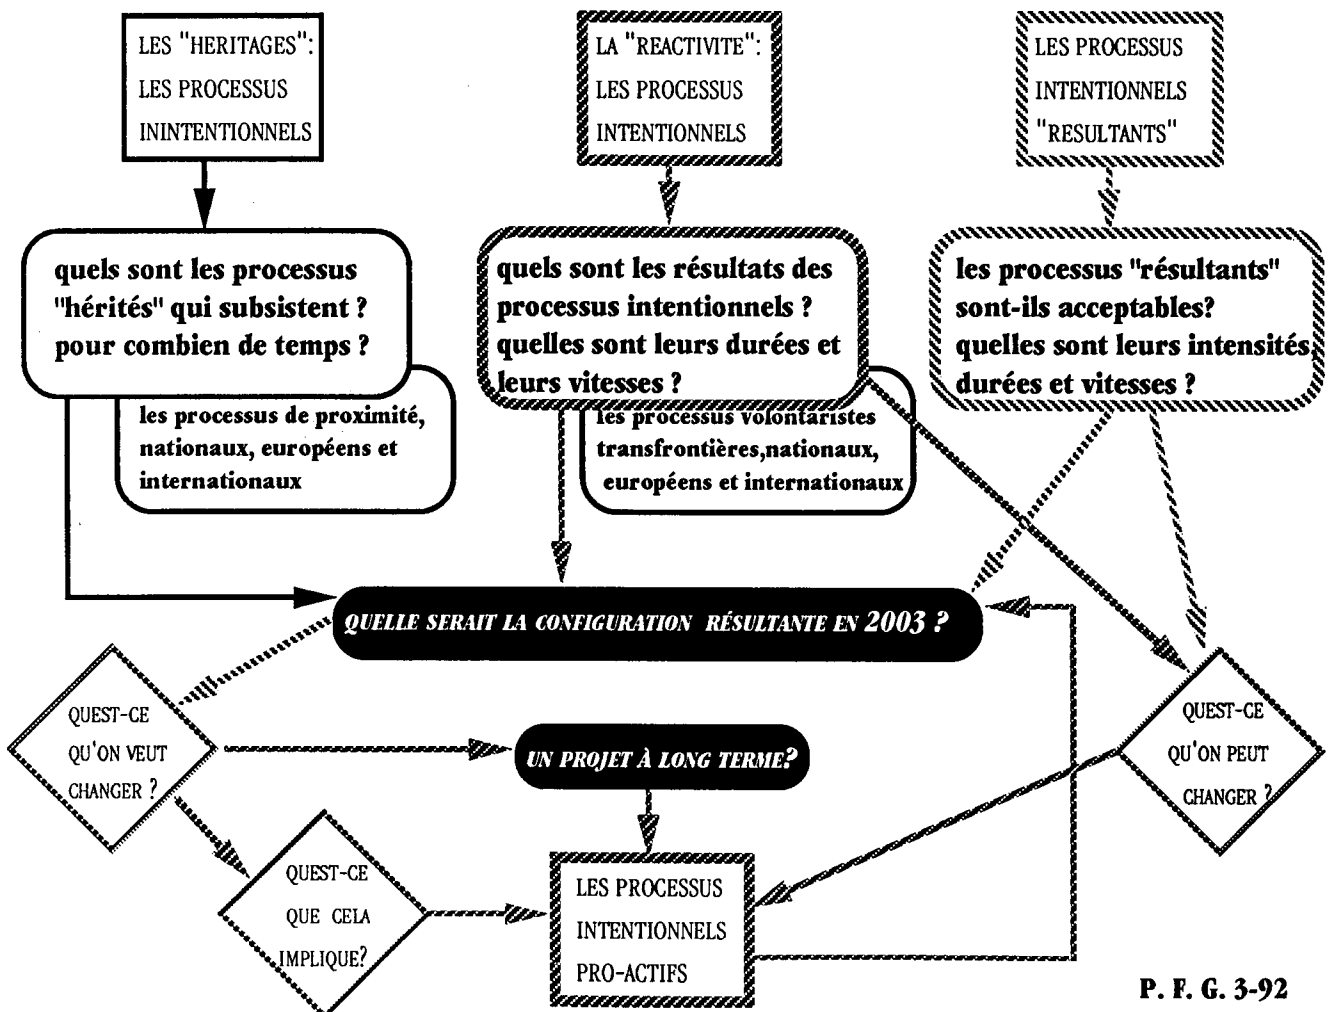 LES "HERITAGES":
LES PROCESSUS
ININTENTIONNELS
LA "REACTIVITE":
LES PROCESSUS
INTENTIONNELS
LES PROCESSUS
INTENTIONNELS
"RESULTANTS"
quels sont les processus
"hérités" qui subsistent ?
pour combien de temps ?
quels sont les résultats des
processus intentionnels ?
quelles sont leurs durées et
leurs vitesses ?
les processus "résultants"
sont-ils acceptables?
quelles sont leurs intensités,
durées et vitesses ?
les processus de proximité,
nationaux, européens et
internationaux
les processus volontaristes
transfrontières,nationaux,
européens et internationaux
QUELLE SERAIT LA CONFIGURATION RÉSULTANTE EN 2003 ?
QUEST-CE
QU'ON VEUT
CHANGER ?
UN PROJET À LONG TERME?
QUEST-CE
QU'ON PEUT
CHANGER ?
QUEST-CE
QUE CELA
IMPLIQUE?
LES PROCESSUS
INTENTIONNELS
PRO-ACTIFS
P. F. G. 3-92